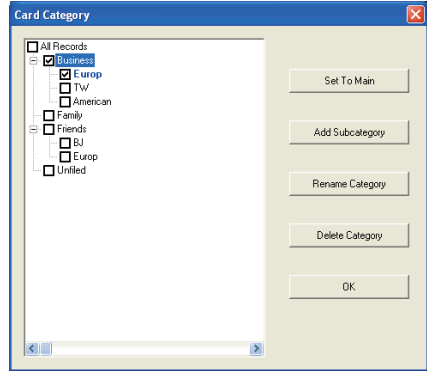 Card Category
All Records
Business
Europ
TW
American
Family
Friends
BJ
Europ
Unfiled
Set To Main
Add Subcategory
Rename Category
Delete Category
OK